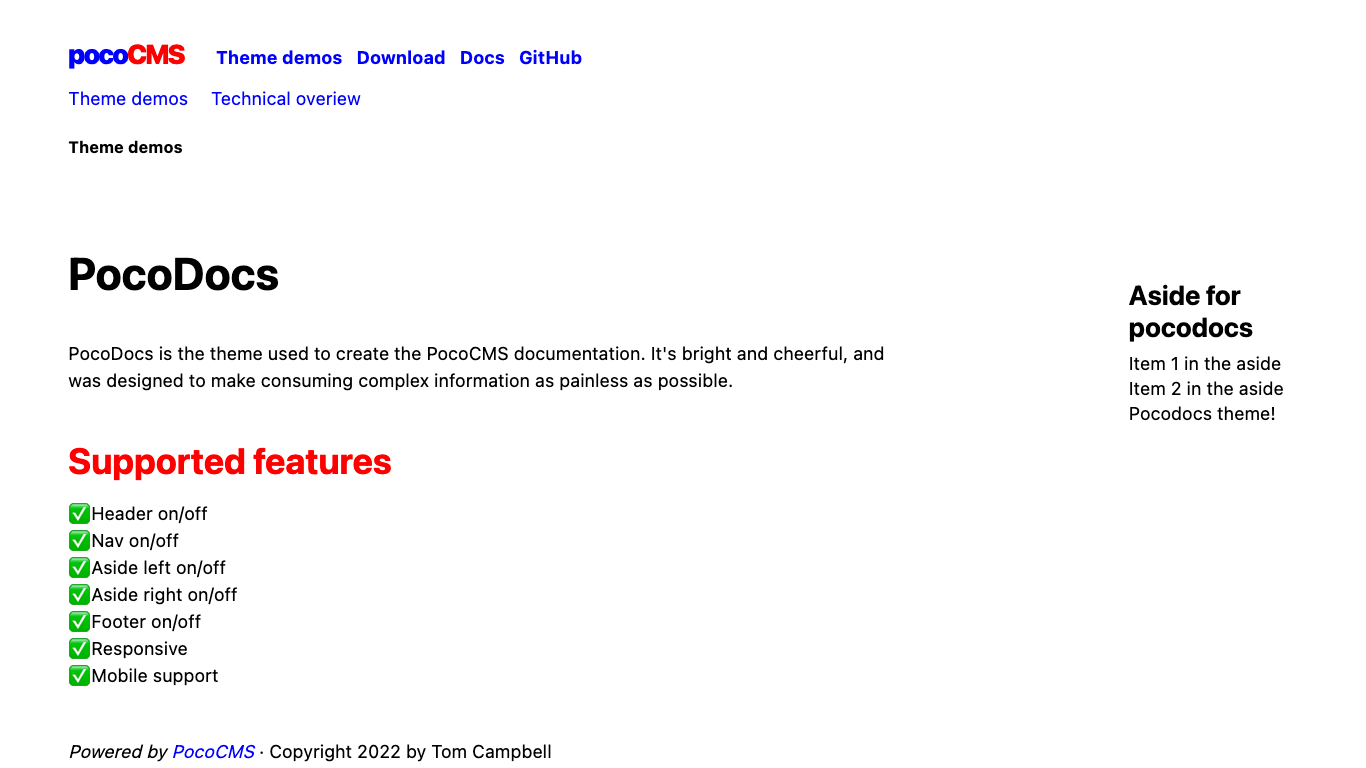 pocoCMS Theme demos Download Docs GitHub
Theme demos Technical overiew
Theme demos
PocoDocs
PocoDocs is the theme used to create the PocoCMS documentation. It's bright and cheerful, and
was designed to make consuming complex information as painless as possible.
Supported features
✅Header on/off
✅Nav on/off
✅Aside left on/off
✅Aside right on/off
✅Footer on/off
✅Responsive
✅Mobile support
Aside for
pocodocs
Item 1 in the aside
Item 2 in the aside
Pocodocs theme!
Powered by PocoCMS · Copyright 2022 by Tom Campbell